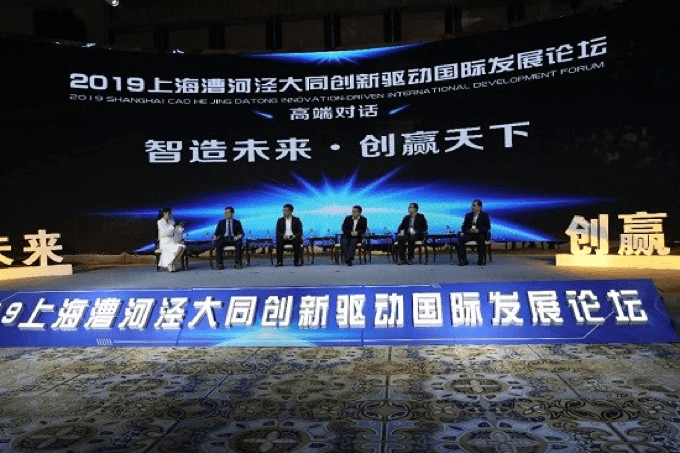 2019上海漕河泾大同创新驱动国际发展论坛
2019 SHANGHAI CAO HE JING DATONG INNOVATION-DRIVEN INTERNATIONAL DEVELOPMENT FORUM
高端对话
智造未来·创赢天下
未来
创赢
9上海漕河泾大同创新驱动国际发展论坛